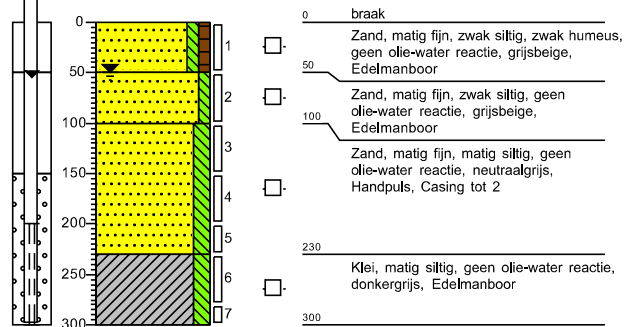 0
50
100
150
200
250
300
1
2
3
4
5
6
7
0 braak
Zand, matig fijn, zwak siltig, zwak humeus,
geen olie-water reactie, grijsbeige,
Edelmanboor
50
Zand, matig fijn, zwak siltig, geen
olie-water reactie, grijsbeige,
Edelmanboor
100
Zand, matig fijn, matig siltig, geen
olie-water reactie, neutraalgrijs,
Handpuls, Casing tot 2
230
Klei, matig siltig, geen olie-water reactie,
donkergrijs, Edelmanboor
300